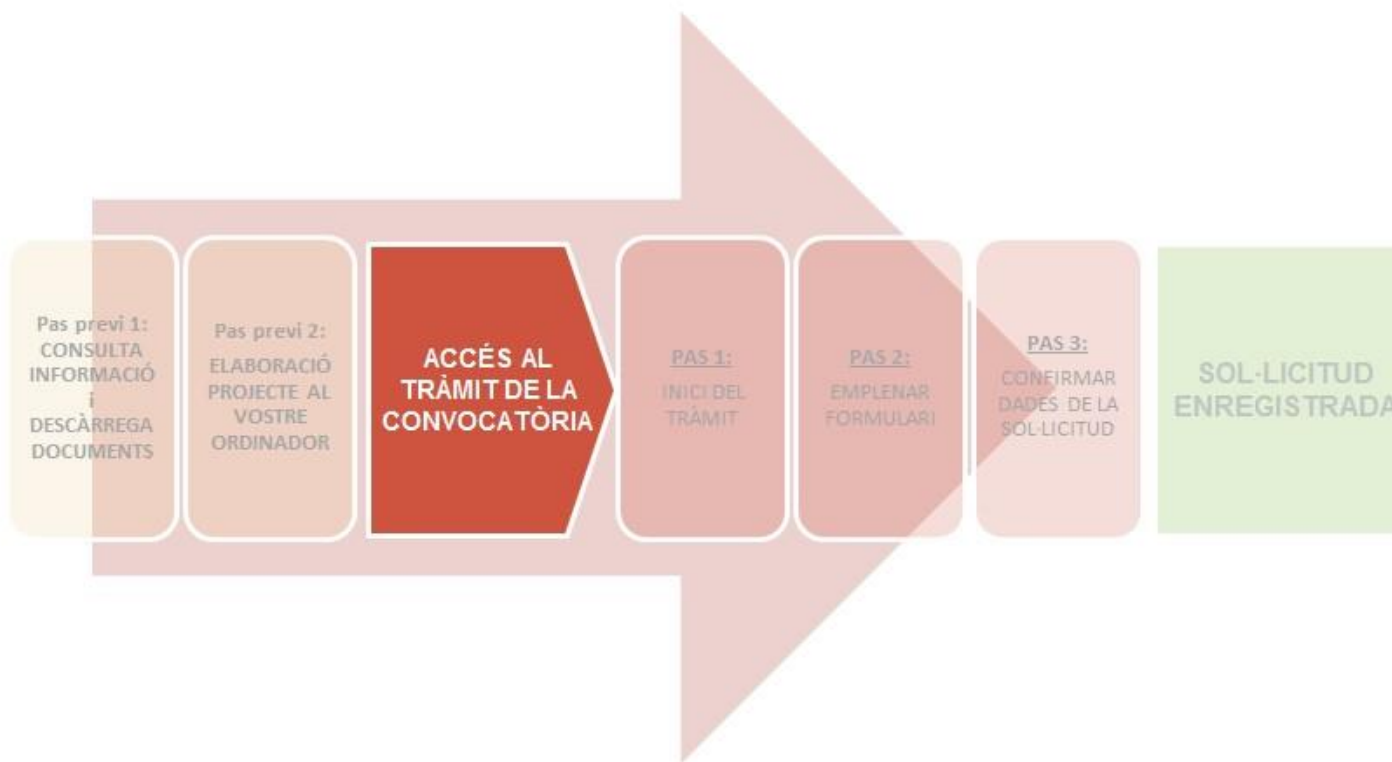 Pas previ 1:
CONSULTA
INFORMACIÓ
i
DESCÀRREGA
DOCUMENTS
Pas previ 2:
ELABORACIÓ
PROJECTE AL
VOSTRE
ORDINADOR
ACCÉS AL
TRÀMIT DE LA
CONVOCATÒRIA
PAS 1:
INICI DEL
TRÀMIT
PAS 2:
EMPLENAR
FORMULARI
PAS 3:
CONFIRMAR
DADES DE LA
SOL·LICITUD
SOL·LICITUD
ENREGISTRADA